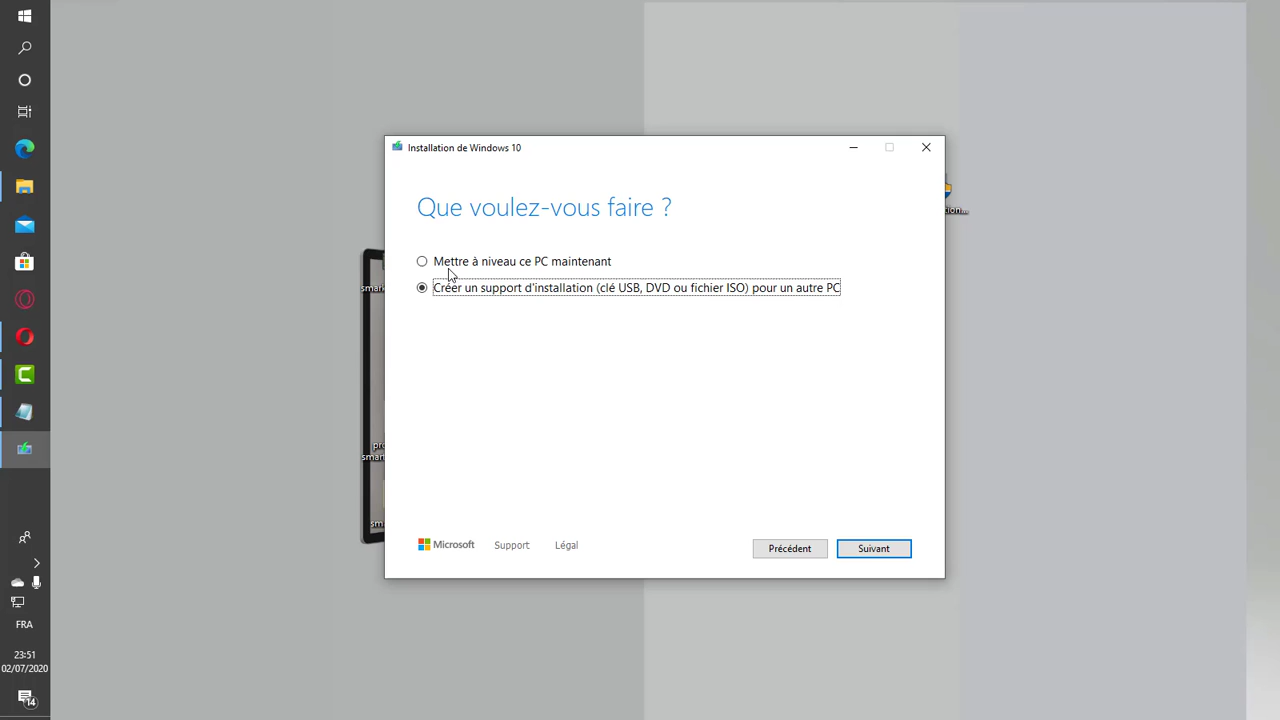 Installation de Windows 10
Que voulez-vous faire ?
Mettre à niveau ce PC maintenant
Créer un support d'installation (clé USB, DVD ou fichier ISO) pour un autre PC
Microsoft
Support
Légal
Précédent
Suivant
FRA
23:51
02/07/2020
14